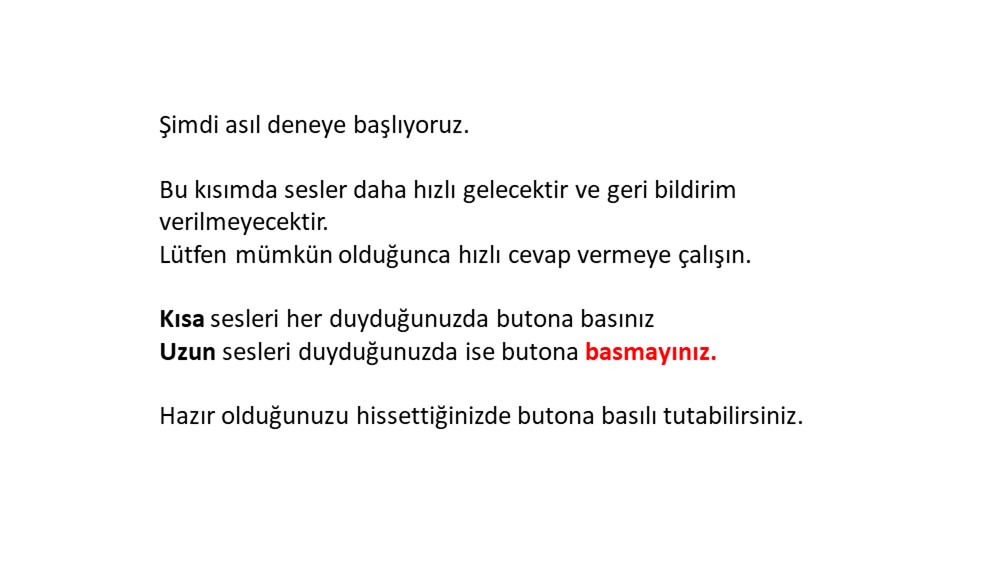 Şimdi asıl deneye başlıyoruz.
Bu kısımda sesler daha hızlı gelecektir ve geri bildirim
verilmeyecektir.
Lütfen mümkün olduğunca hızlı cevap vermeye çalışın.
Kısa sesleri her duyduğunuzda butona basınız
Uzun sesleri duyduğunuzda ise butona basmayınız.
Hazır olduğunuzu hissettiğinizde butona basılı tutabilirsiniz.